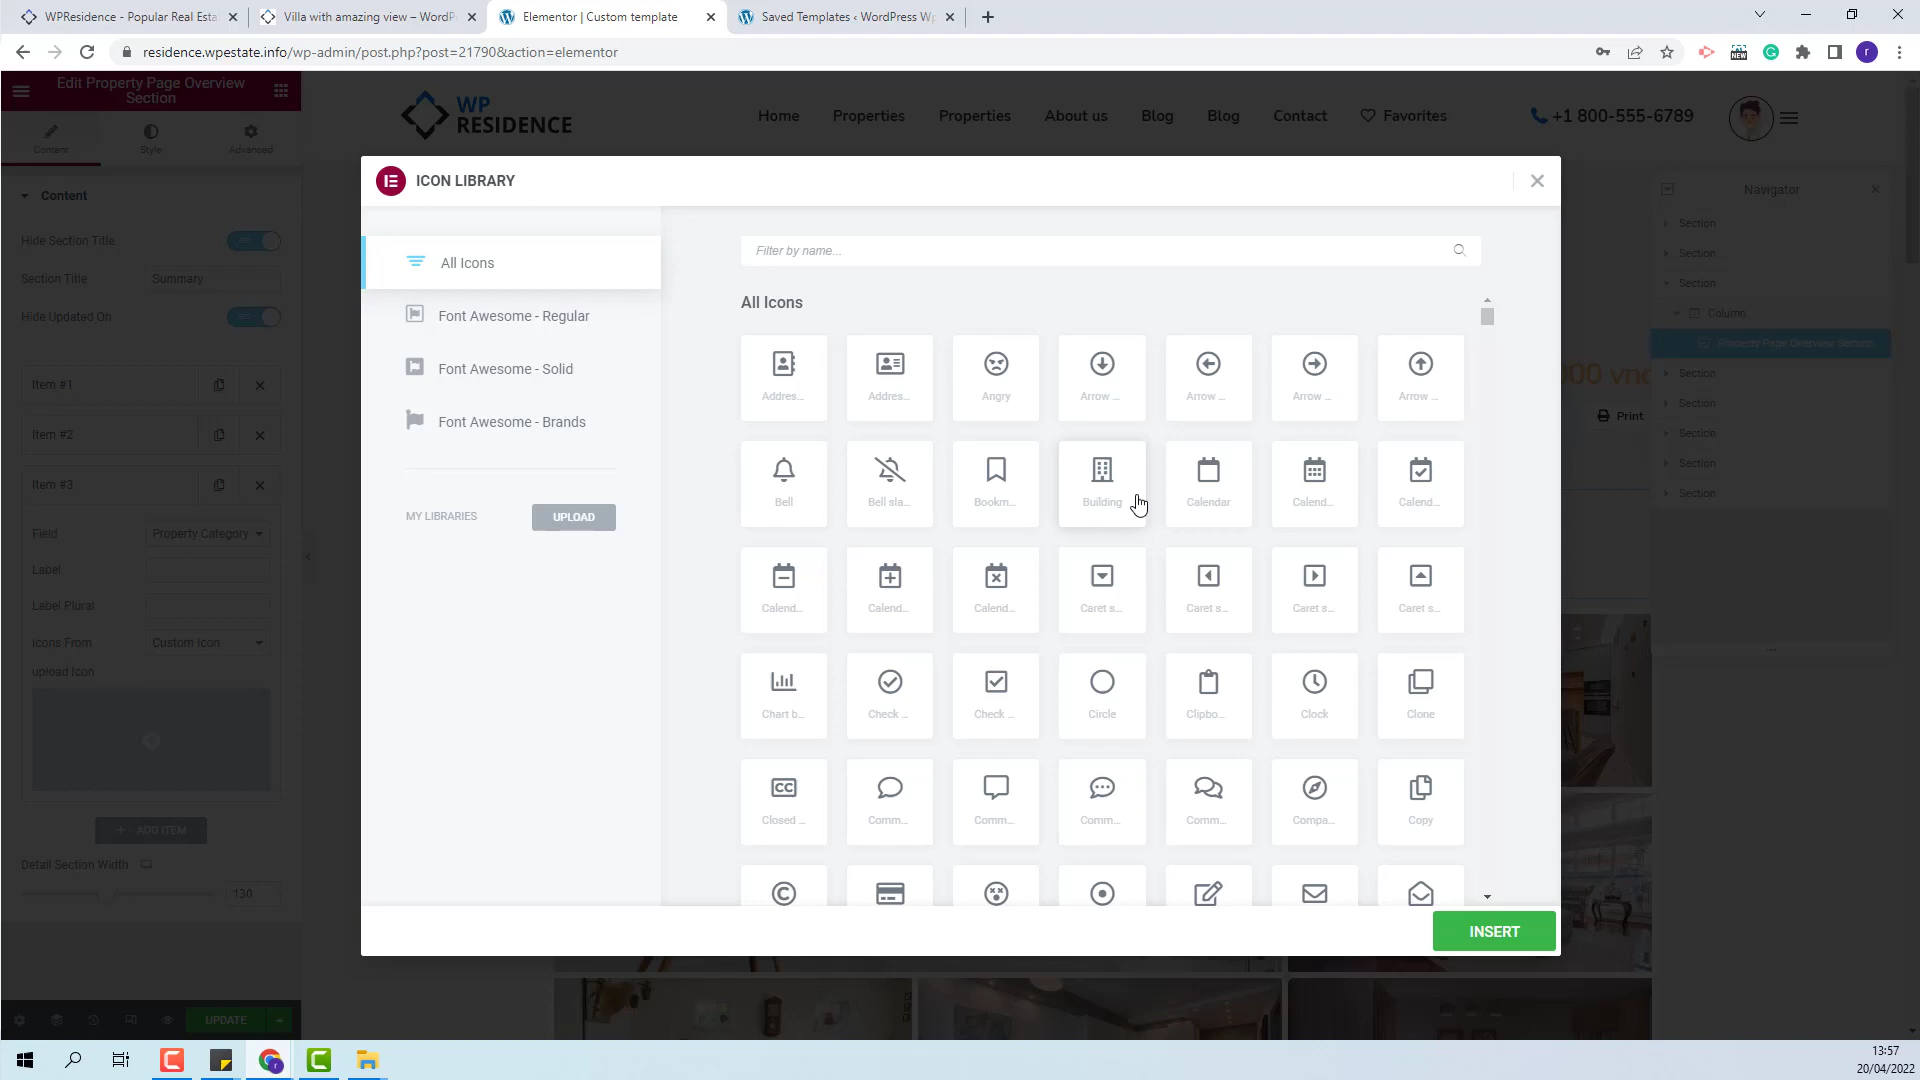 WPResidence - Popular Real Esta
Villa with amazing view – WordP
Elementor | Custom template
Saved Templates ‹ WordPress Wp
residence.wpestate.info/wp-admin/post.php?post=21790&action=elementor
Edit Property Page Overview
Section
WP
RESIDENCE
Home
Properties
Properties
About us
Blog
Blog
Contact
Favorites
+1 800-555-6789
Content
Style
Advanced
Content
Hide Section Title
Section Title
Summary
Hide Updated On
Item #1
Item #2
Item #3
Field
Property Category
Label
Label Plural
Icons From
Custom Icon
upload Icon
ADD ITEM
Detail Section Width
130
UPDATE
ICON LIBRARY
All Icons
Font Awesome - Regular
Font Awesome - Solid
Font Awesome - Brands
MY LIBRARIES
UPLOAD
Filter by name...
All Icons
Addres...
Addres...
Angry
Arrow ...
Arrow ...
Arrow ...
Arrow ...
Bell
Bell sla...
Bookm...
Building
Calendar
Calend...
Calend...
Calend...
Calend...
Calend...
Caret s...
Caret s...
Caret s...
Caret s...
Chart b...
Check ...
Check ...
Circle
Clipbo...
Clock
Clone
CC
Closed ...
Comm...
Comm...
Comm...
Comm...
Compa...
Copy
INSERT
Navigator
Section
Section
Section
Column
Property Page Overview Section
Section
Section
Section
Section
Section
000 vnd
Print
NEW
r
13:57
20/04/2022